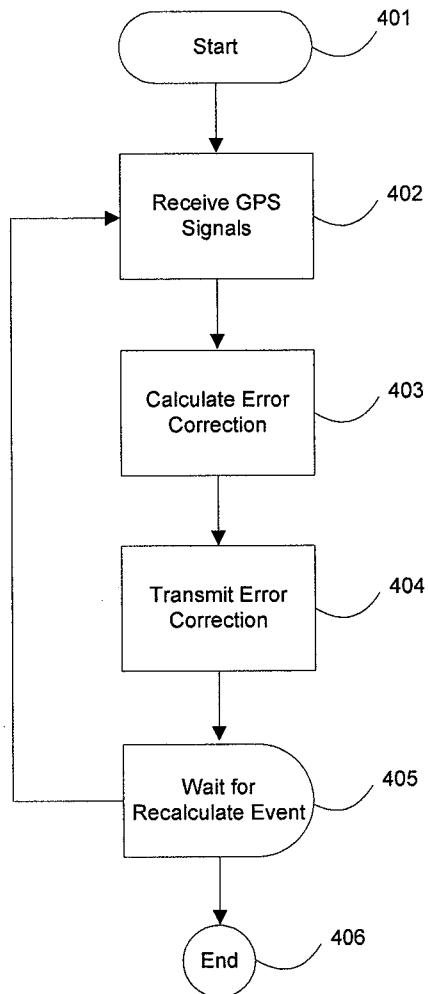 Start
401
Receive GPS
Signals
402
Calculate Error
Correction
403
Transmit Error
Correction
404
Wait for
Recalculate Event
405
End
406